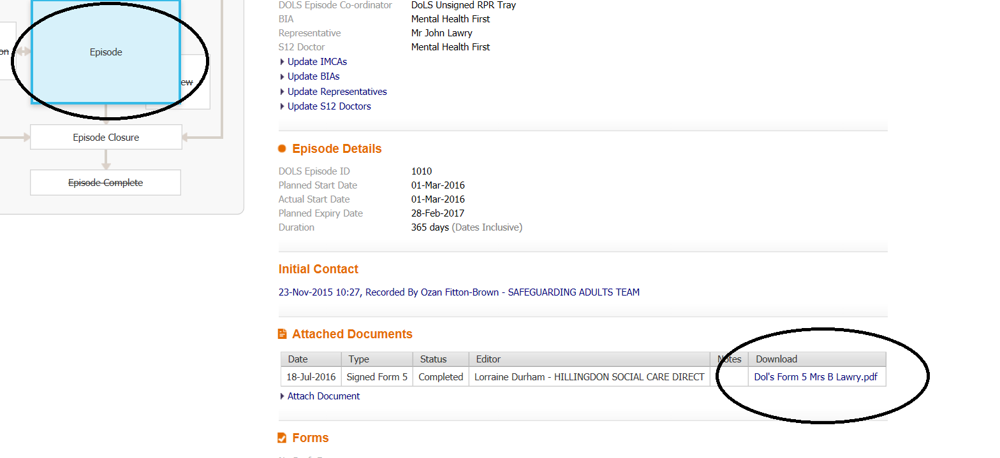 on
Episode
ew
Episode Closure
Episode Complete
DOLS Episode Co-ordinator DoLS Unsigned RPR Tray
BIA Mental Health First
Representative Mr John Lawry
S12 Doctor Mental Health First
Update IMCAs
Update BIAs
Update Representatives
Update S12 Doctors
Episode Details
DOLS Episode ID 1010
Planned Start Date 01-Mar-2016
Actual Start Date 01-Mar-2016
Planned Expiry Date 28-Feb-2017
Duration 365 days (Dates Inclusive)
Initial Contact
23-Nov-2015 10:27, Recorded By Ozan Fitton-Brown - SAFEGUARDING ADULTS TEAM
Attached Documents
Date Type Status Editor Notes Download
18-Jul-2016 Signed Form 5 Completed Lorraine Durham - HILLINGDON SOCIAL CARE DIRECT Dol's Form 5 Mrs B Lawry.pdf
Attach Document
Forms